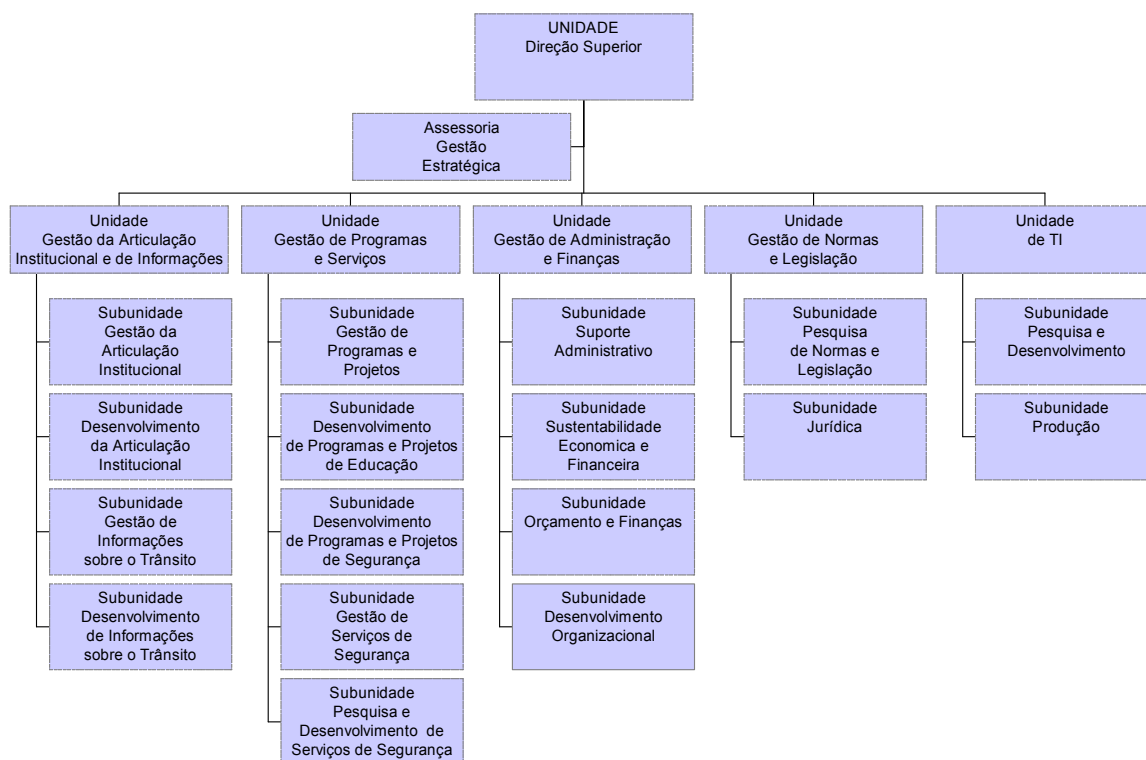 UNIDADE
Direção Superior
Assessoria
Gestão
Estratégica
Unidade
Gestão da Articulação
Institucional e de Informações
Unidade
Gestão de Programas
e Serviços
Unidade
Gestão de Administração
e Finanças
Unidade
Gestão de Normas
e Legislação
Unidade
de TI
Subunidade
Gestão da
Articulação
Institucional
Subunidade
Desenvolvimento
da Articulação
Institucional
Subunidade
Gestão de
Informações
sobre o Trânsito
Subunidade
Desenvolvimento
de Informações
sobre o Trânsito
Subunidade
Gestão de
Programas e
Projetos
Subunidade
Desenvolvimento
de Programas e Projetos
de Educação
Subunidade
Desenvolvimento
de Programas e Projetos
de Segurança
Subunidade
Gestão de
Serviços de
Segurança
Subunidade
Pesquisa e
Desenvolvimento de
Serviços de Segurança
Subunidade
Suporte
Administrativo
Subunidade
Sustentabilidade
Economica e
Financeira
Subunidade
Orçamento e Finanças
Subunidade
Desenvolvimento
Organizacional
Subunidade
Pesquisa
de Normas e
Legislação
Subunidade
Jurídica
Subunidade
Pesquisa e
Desenvolvimento
Subunidade
Produção